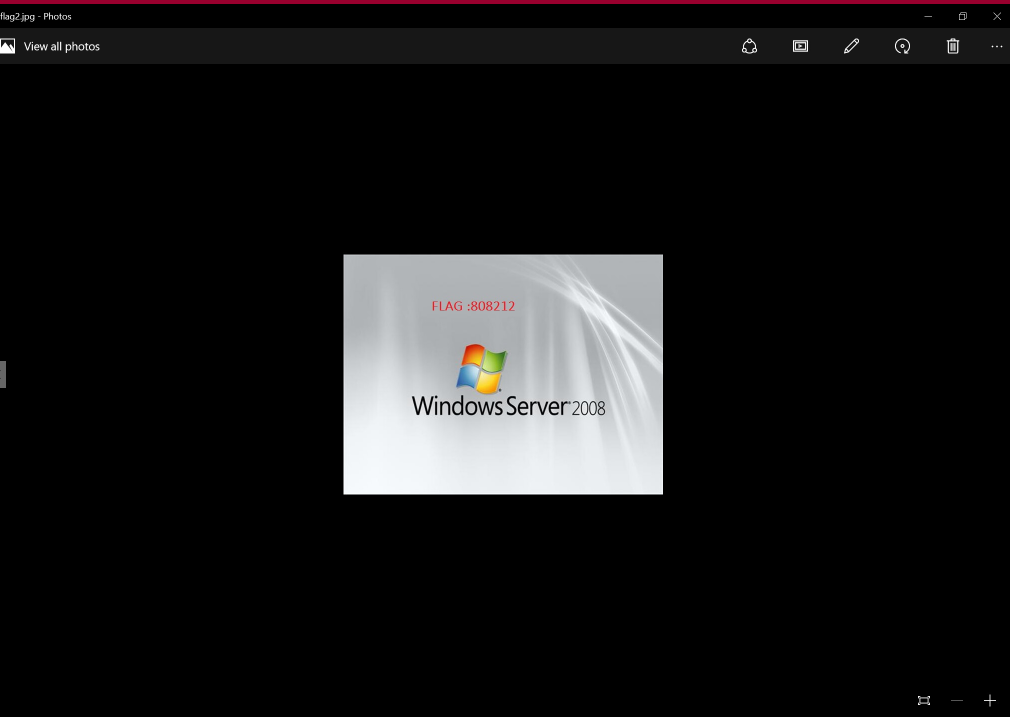 flag2.jpg - Photos
View all photos
FLAG :808212
Windows Server 2008